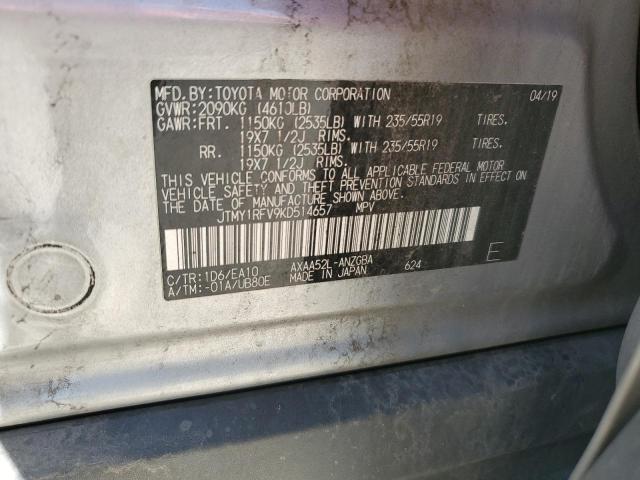 MFD. BY: TOYOTA MOTOR CORPORATION 04/19
GVWR: 2090KG (4610LB)
GAWR: FRT. 1150KG (2535LB) WITH 235/55R19 TIRES.
19X7 1/2J RIMS.
RR. 1150KG (2535LB) WITH 235/55R19 TIRES.
19X7 1/2J RIMS.
THIS VEHICLE CONFORMS TO ALL APPLICABLE FEDERAL MOTOR
VEHICLE SAFETY AND THEFT PREVENTION STANDARDS IN EFFECT ON
THE DATE OF MANUFACTURE SHOWN ABOVE.
JTMY1RFV9KD514657 MPV
C/TR: 1D6/EA10 AXAA52L-ANZGBA E
A/TM: -01A/UB80E MADE IN JAPAN 624